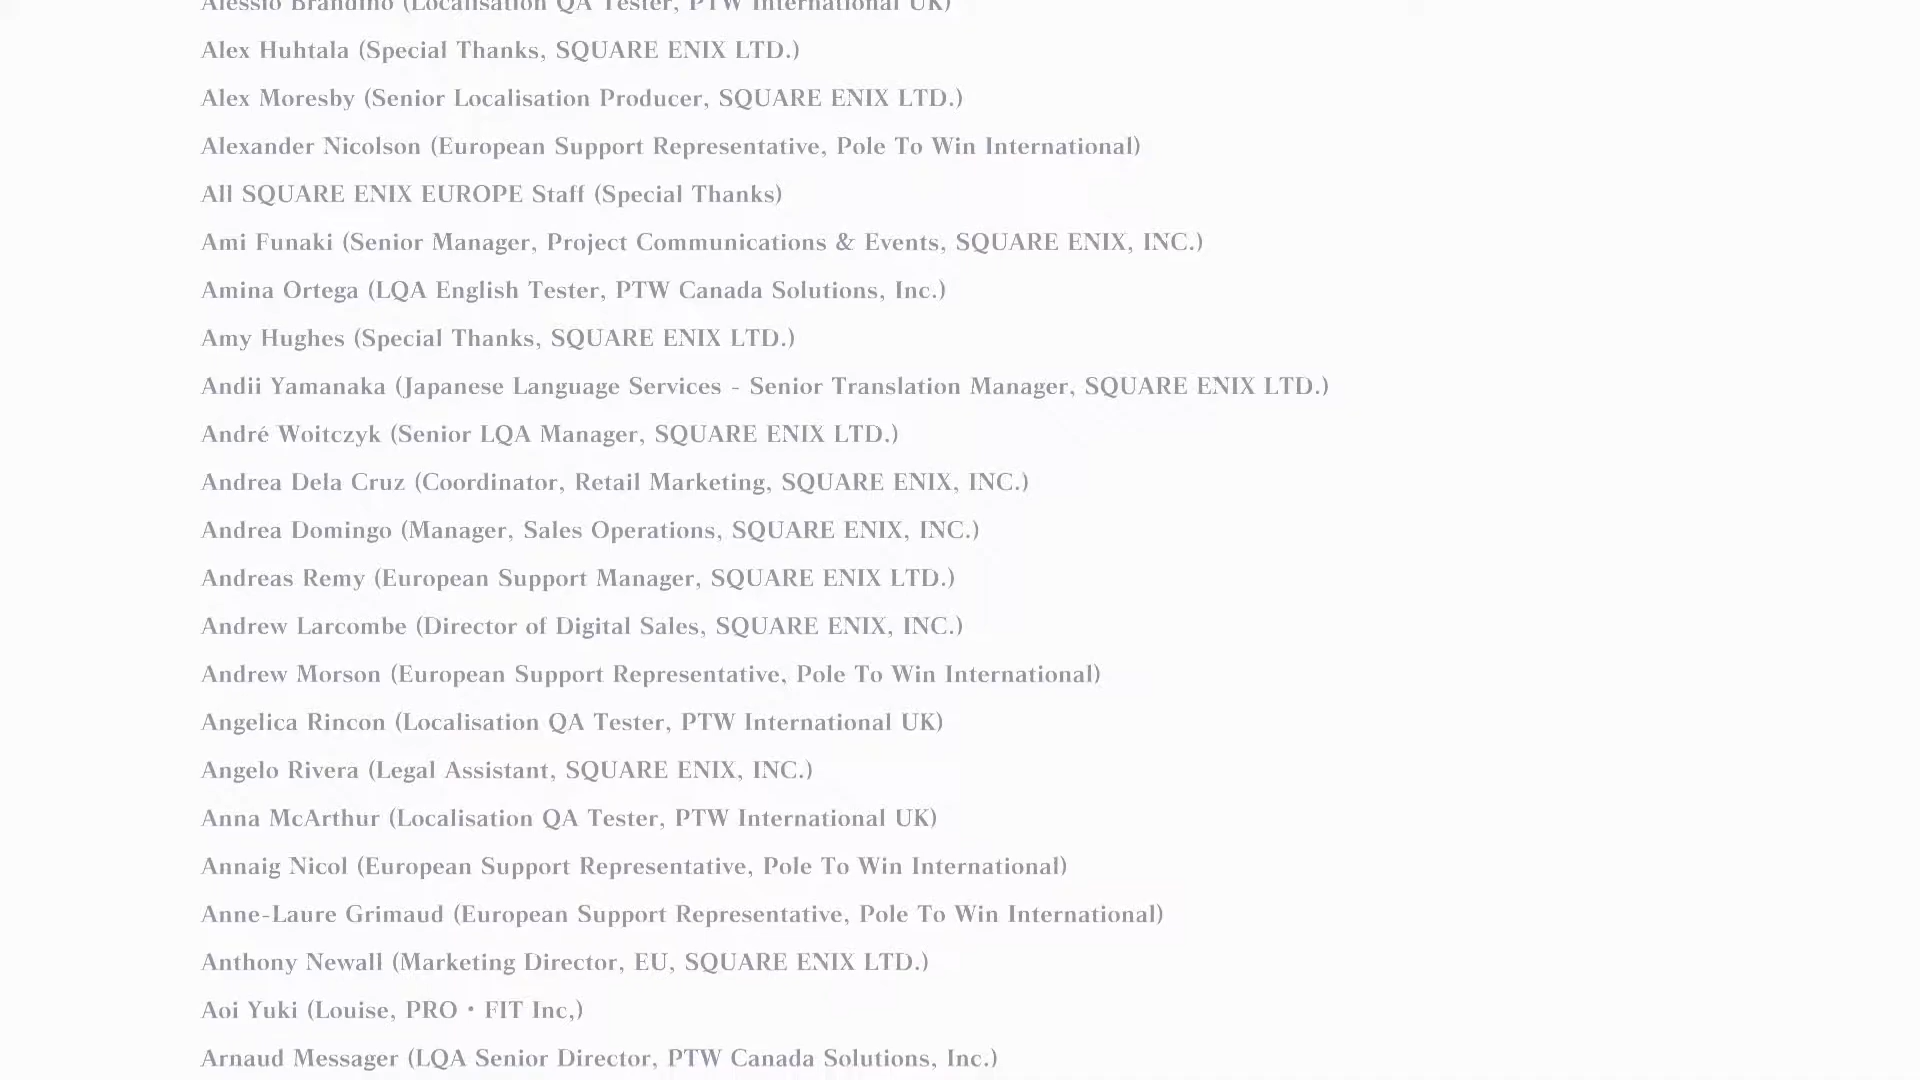 Alessio Brandino (Localisation QA Tester, PTW International UK)
Alex Huhtala (Special Thanks, SQUARE ENIX LTD.)
Alex Moresby (Senior Localisation Producer, SQUARE ENIX LTD.)
Alexander Nicolson (European Support Representative, Pole To Win International)
All SQUARE ENIX EUROPE Staff (Special Thanks)
Ami Funaki (Senior Manager, Project Communications & Events, SQUARE ENIX, INC.)
Amina Ortega (LQA English Tester, PTW Canada Solutions, Inc.)
Amy Hughes (Special Thanks, SQUARE ENIX LTD.)
Andii Yamanaka (Japanese Language Services - Senior Translation Manager, SQUARE ENIX LTD.)
André Woitczyk (Senior LQA Manager, SQUARE ENIX LTD.)
Andrea Dela Cruz (Coordinator, Retail Marketing, SQUARE ENIX, INC.)
Andrea Domingo (Manager, Sales Operations, SQUARE ENIX, INC.)
Andreas Remy (European Support Manager, SQUARE ENIX LTD.)
Andrew Larcombe (Director of Digital Sales, SQUARE ENIX, INC.)
Andrew Morson (European Support Representative, Pole To Win International)
Angelica Rincon (Localisation QA Tester, PTW International UK)
Angelo Rivera (Legal Assistant, SQUARE ENIX, INC.)
Anna McArthur (Localisation QA Tester, PTW International UK)
Annaig Nicol (European Support Representative, Pole To Win International)
Anne-Laure Grimaud (European Support Representative, Pole To Win International)
Anthony Newall (Marketing Director, EU, SQUARE ENIX LTD.)
Aoi Yuki (Louise, PRO・FIT Inc,)
Arnaud Messager (LQA Senior Director, PTW Canada Solutions, Inc.)